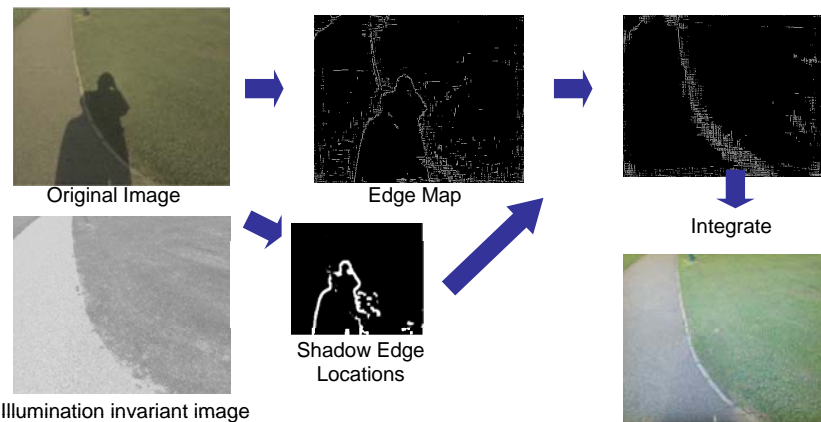 Original Image
Edge Map
Integrate
Shadow Edge
Locations
Illumination invariant image